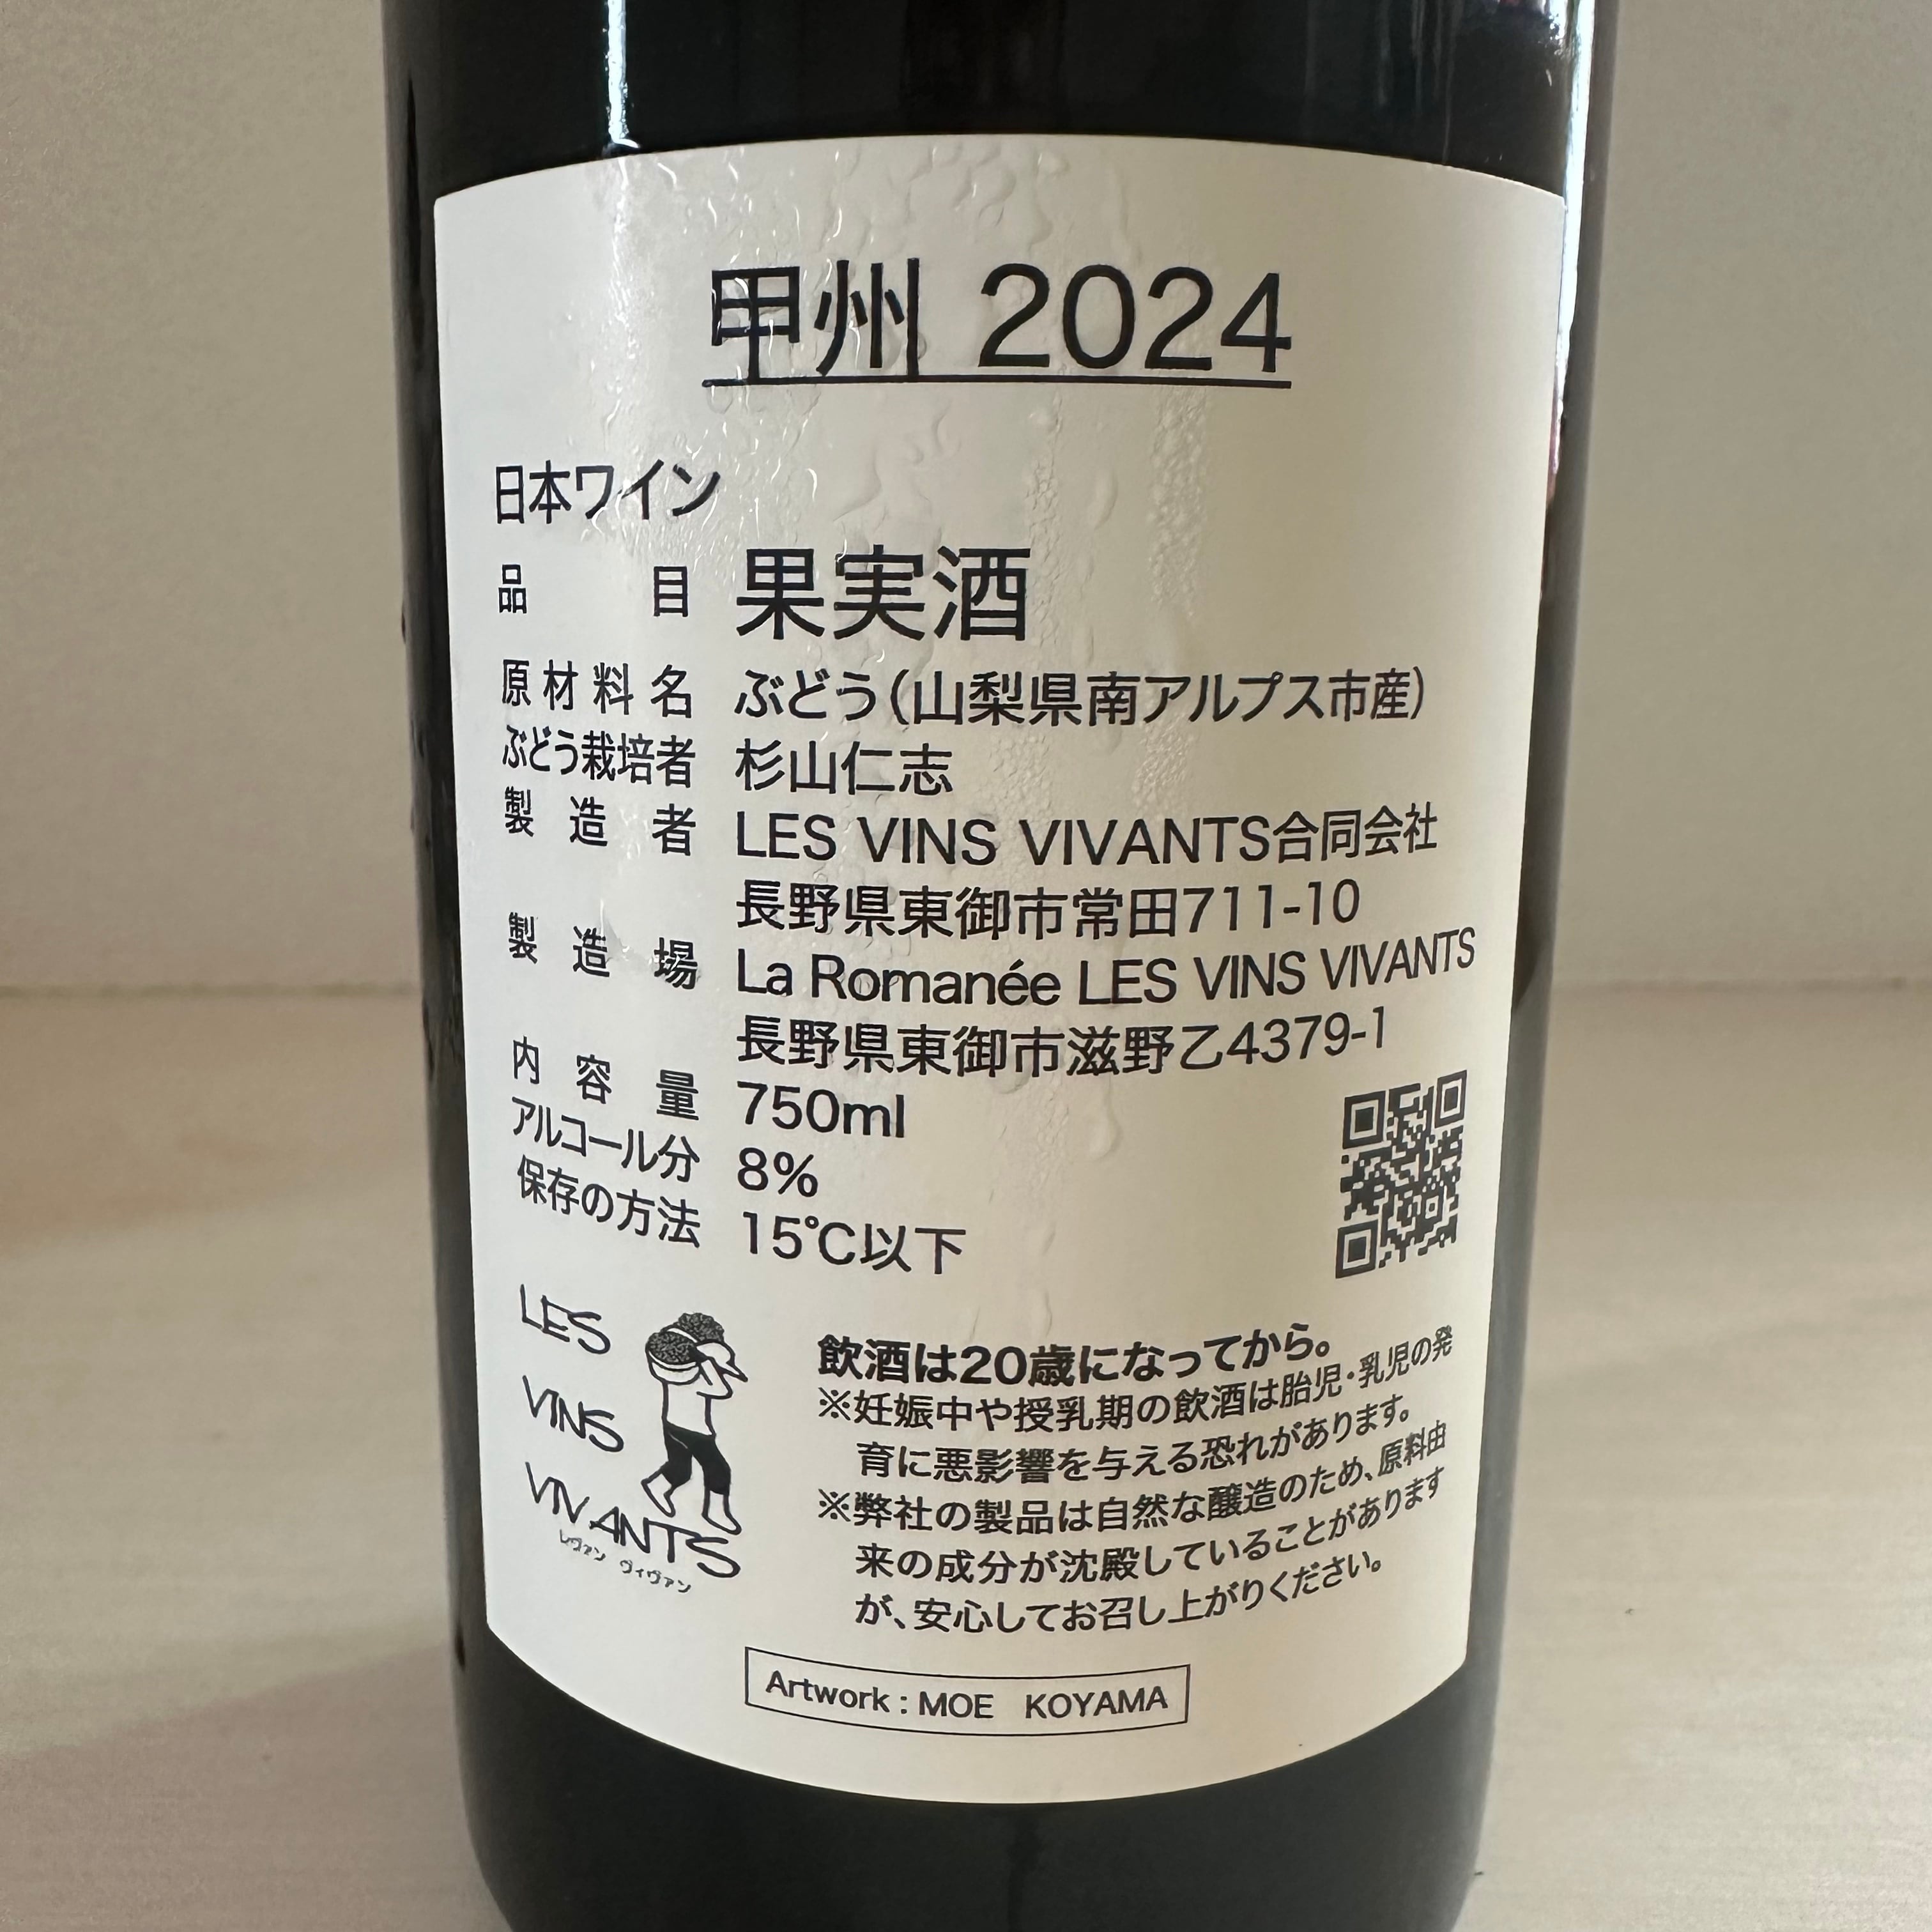 甲州 2024
日本ワイン
品目 果実酒
原材料名 ぶどう(山梨県南アルプス市産)
ぶどう栽培者 杉山仁志
製造者 LES VINS VIVANTS合同会社
長野県東御市常田711-10
製造場 La Romanée LES VINS VIVANTS
長野県東御市滋野乙4379-1
内容量 750ml
アルコール分 8%
保存の方法 15℃以下
LES
VINS
VIVANTS
レヴァン ヴィヴァン
飲酒は20歳になってから。
※妊娠中や授乳期の飲酒は胎児・乳児の発
育に悪影響を与える恐れがあります。
※弊社の製品は自然な醸造のため、原料由
来の成分が沈殿していることがあります
が、安心してお召し上がりください。
Artwork : MOE KOYAMA